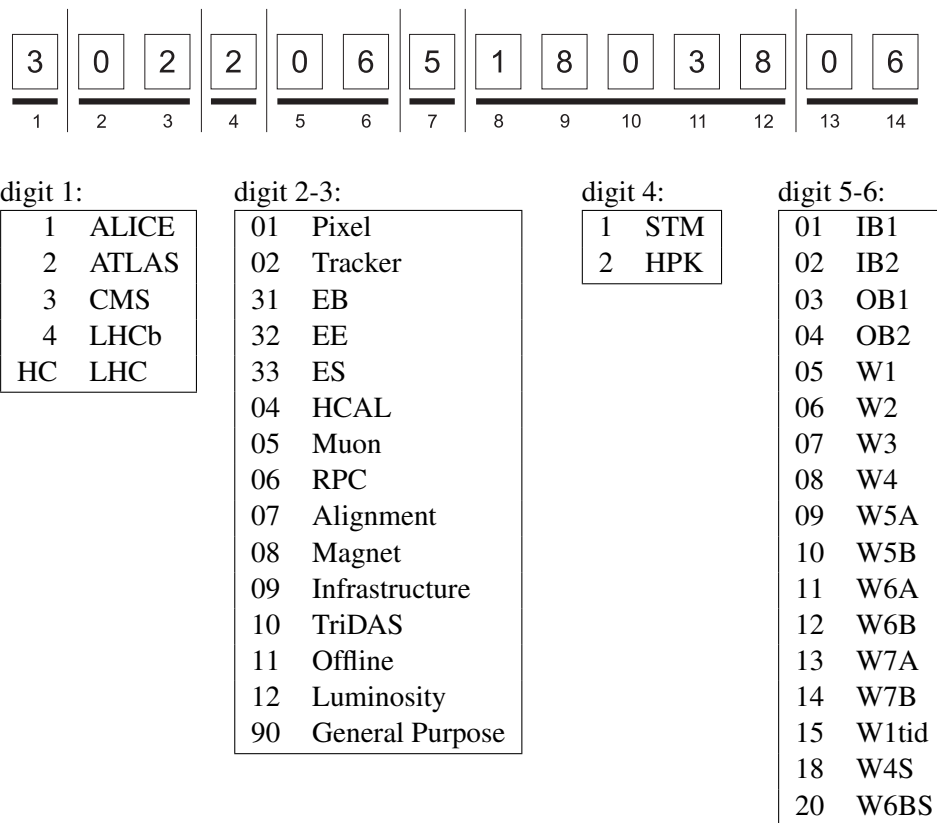 3 0 2 2 0 6 5 1 8 0 3 8 0 6
1 2 3 4 5 6 7 8 9 10 11 12 13 14
digit 1:
1 ALICE
2 ATLAS
3 CMS
4 LHCb
HC LHC
digit 2-3:
01 Pixel
02 Tracker
31 EB
32 EE
33 ES
04 HCAL
05 Muon
06 RPC
07 Alignment
08 Magnet
09 Infrastructure
10 TriDAS
11 Offline
12 Luminosity
90 General Purpose
digit 4:
1 STM
2 HPK
digit 5-6:
01 IB1
02 IB2
03 OB1
04 OB2
05 W1
06 W2
07 W3
08 W4
09 W5A
10 W5B
11 W6A
12 W6B
13 W7A
14 W7B
15 W1tid
18 W4S
20 W6BS